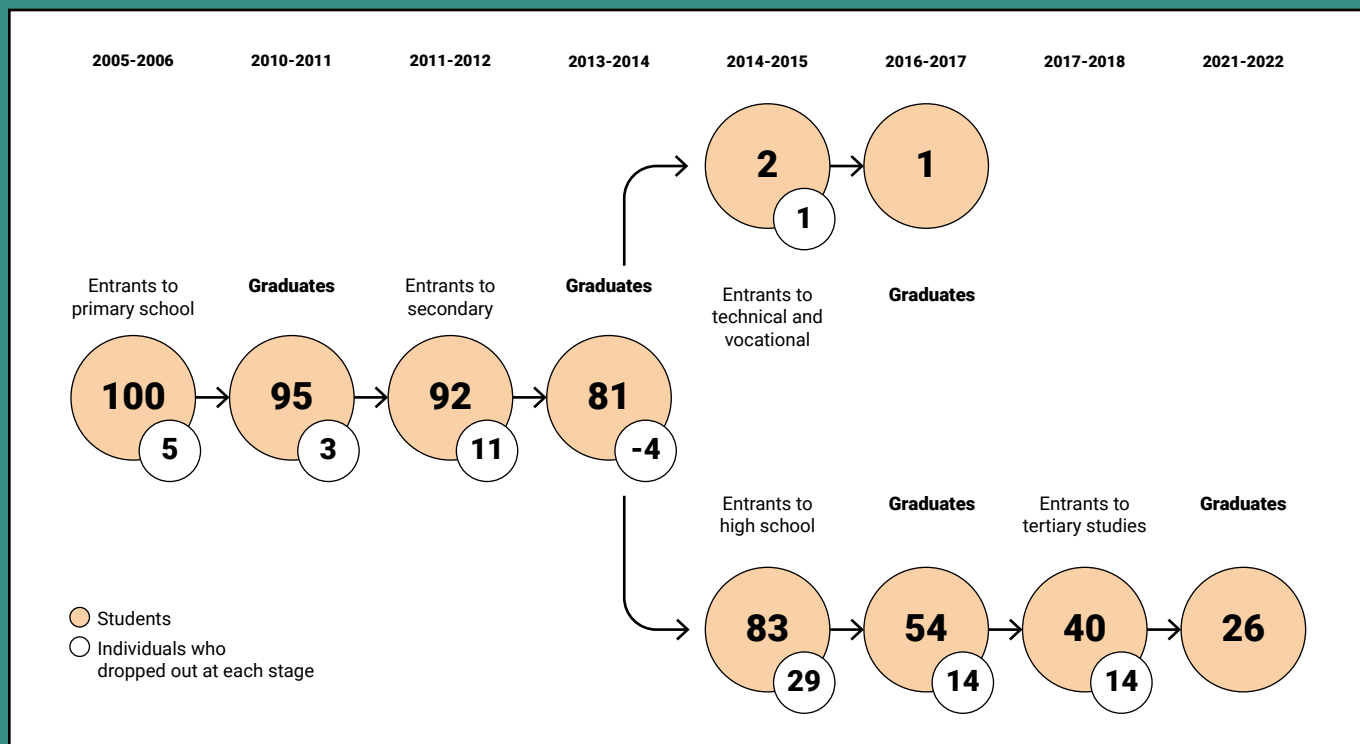 2005-2006 2010-2011 2011-2012 2013-2014 2014-2015 2016-2017 2017-2018 2021-2022
2
1
1
Entrants to
primary school
Graduates
Entrants to
secondary
Graduates
Entrants to
technical and
vocational
Graduates
100
5
95
3
92
11
81
-4
Entrants to
high school
Graduates
Entrants to
tertiary studies
Graduates
83
29
54
14
40
14
26
Students
Individuals who
dropped out at each stage